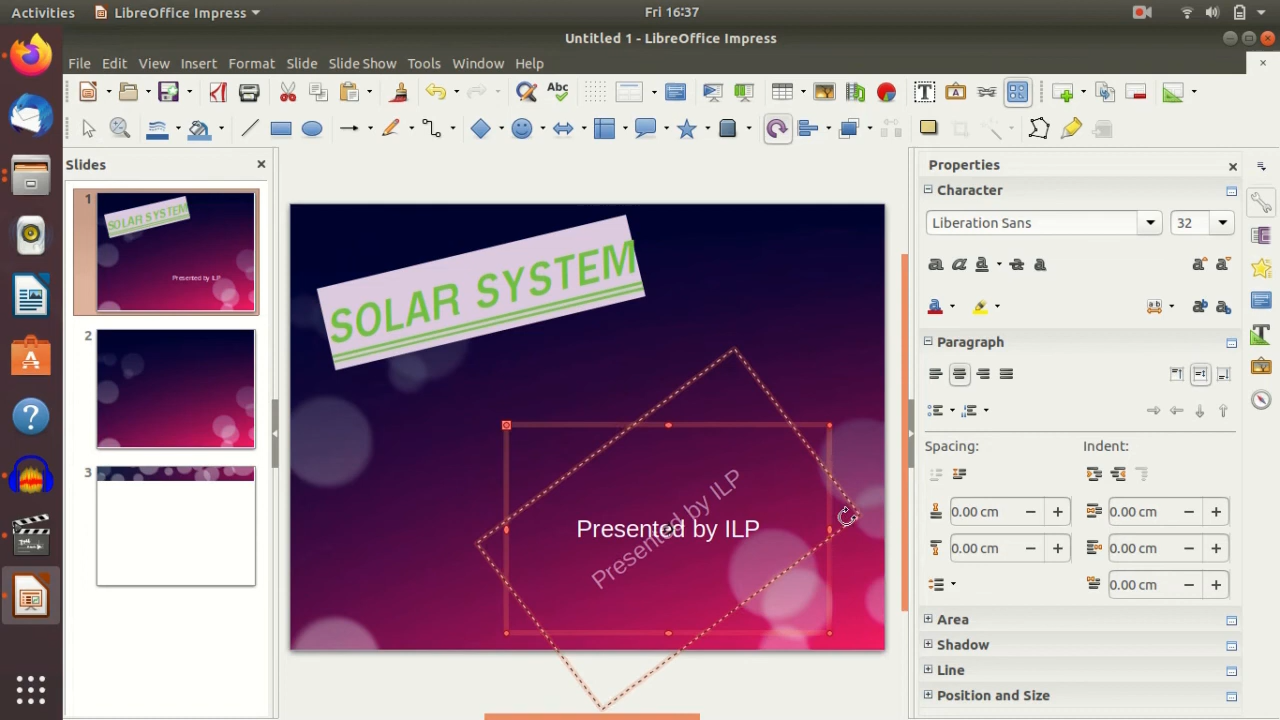 Activities LibreOffice Impress Fri 16:37
Untitled 1 - LibreOffice Impress
File Edit View Insert Format Slide Slide Show Tools Window Help
Abc
Slides
1
SOLAR SYSTEM
Presented by ILP
2
3
SOLAR SYSTEM
Presented by ILP
Presented by ILP
Properties
Character
Liberation Sans 32
Paragraph
Spacing: Indent:
0.00 cm 0.00 cm
0.00 cm 0.00 cm
0.00 cm
Area
Shadow
Line
Position and Size